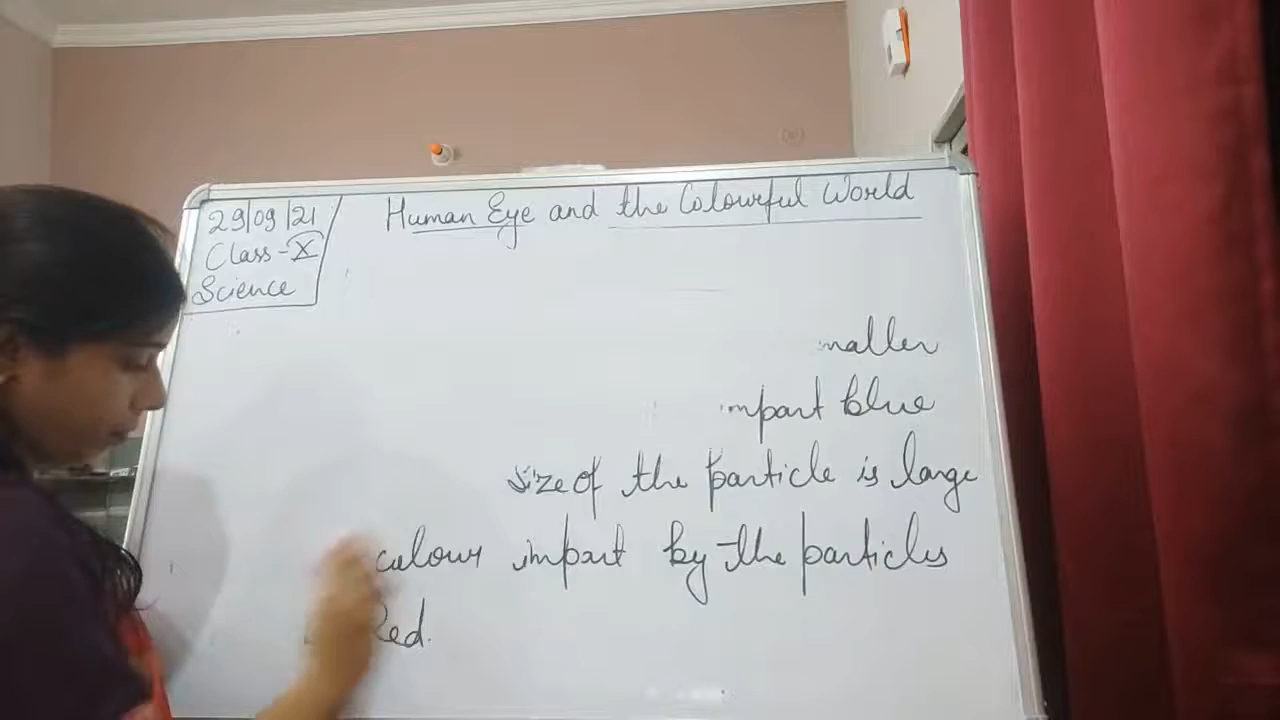 29/09/21
Class - X
Science
Human Eye and the Colourful World
maller
impart blue
size of the particle is large
colour impart by the particles
Red.